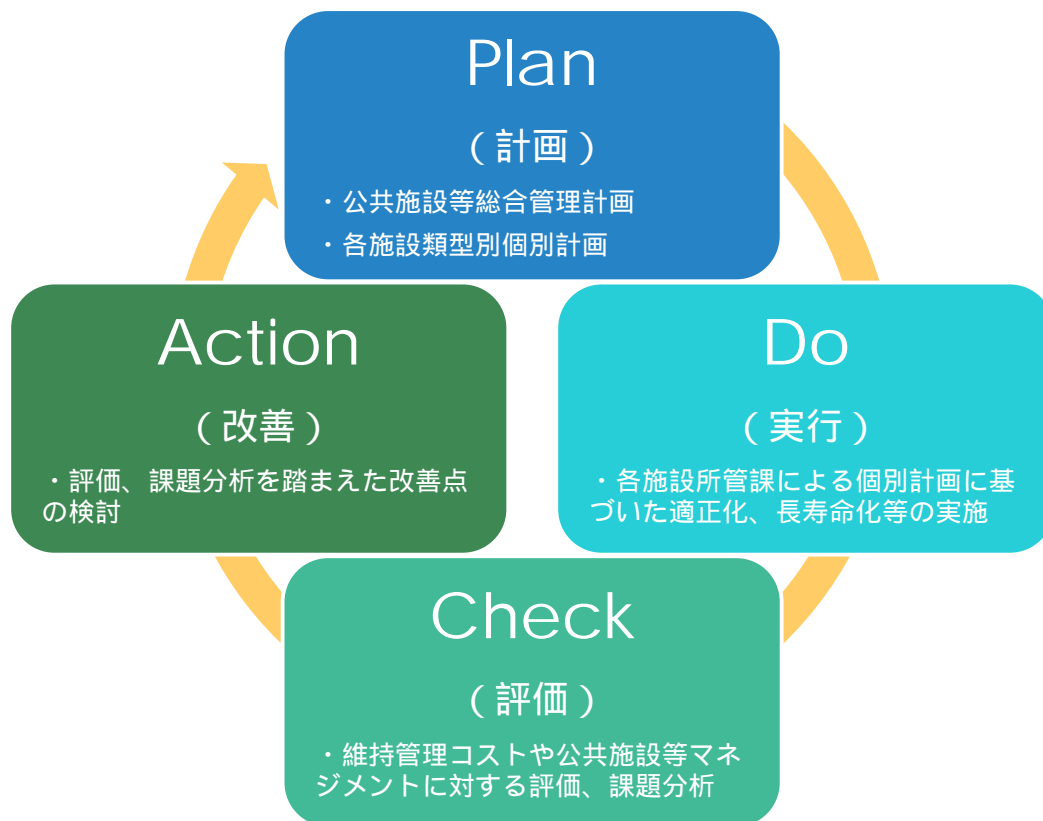 Plan
（計画）
・公共施設等総合管理計画
・各施設類型別個別計画
Do
（実行）
・各施設所管課による個別計画に基
づいた適正化、長寿命化等の実施
Check
（評価）
・維持管理コストや公共施設等マネ
ジメントに対する評価、課題分析
Action
（改善）
・評価、課題分析を踏まえた改善点
の検討